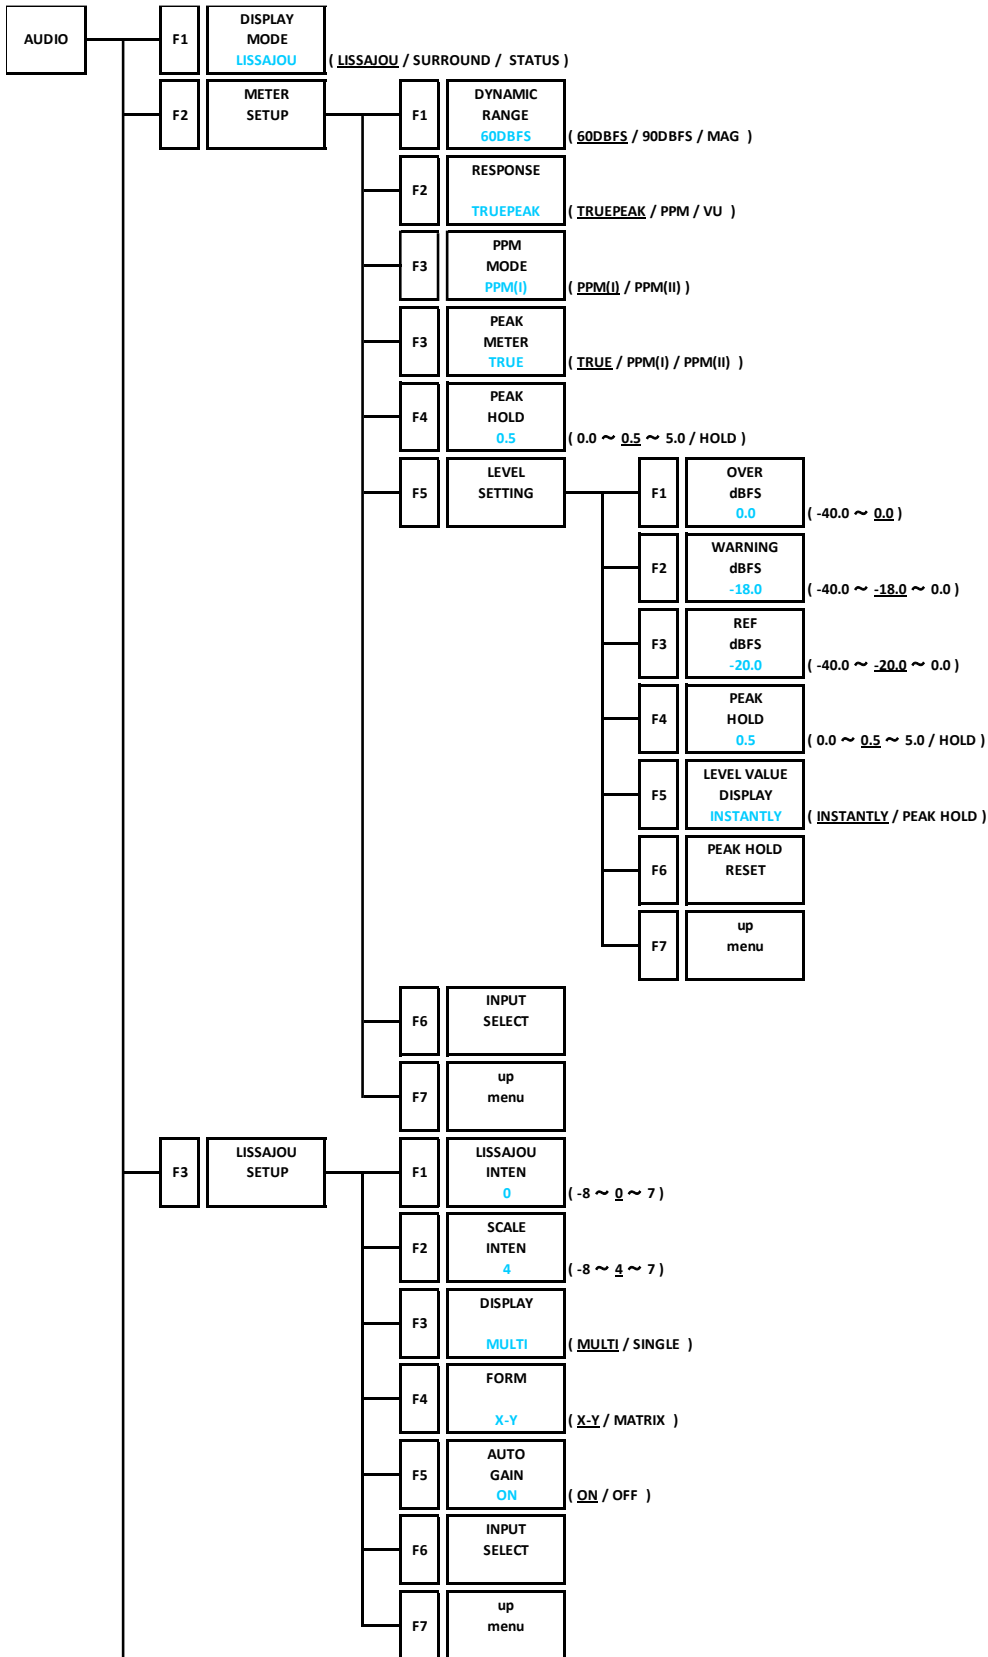 AUDIO
F1
DISPLAY
MODE
LISSAJOU
( LISSAJOU / SURROUND / STATUS )
F2
METER
SETUP
F1
DYNAMIC
RANGE
60DBFS
( 60DBFS / 90DBFS / MAG )
F2
RESPONSE
TRUEPEAK
( TRUEPEAK / PPM / VU )
F3
PPM
MODE
PPM(I)
( PPM(I) / PPM(II) )
F3
PEAK
METER
TRUE
( TRUE / PPM(I) / PPM(II) )
F4
PEAK
HOLD
0.5
( 0.0 ～ 0.5 ～ 5.0 / HOLD )
F5
LEVEL
SETTING
F1
OVER
dBFS
0.0
( -40.0 ～ 0.0 )
F2
WARNING
dBFS
-18.0
( -40.0 ～ -18.0 ～ 0.0 )
F3
REF
dBFS
-20.0
( -40.0 ～ -20.0 ～ 0.0 )
F4
PEAK
HOLD
0.5
( 0.0 ～ 0.5 ～ 5.0 / HOLD )
F5
LEVEL VALUE
DISPLAY
INSTANTLY
( INSTANTLY / PEAK HOLD )
F6
PEAK HOLD
RESET
F7
up
menu
F6
INPUT
SELECT
F7
up
menu
F3
LISSAJOU
SETUP
F1
LISSAJOU
INTEN
0
( -8 ～ 0 ～ 7 )
F2
SCALE
INTEN
4
( -8 ～ 4 ～ 7 )
F3
DISPLAY
MULTI
( MULTI / SINGLE )
F4
FORM
X-Y
( X-Y / MATRIX )
F5
AUTO
GAIN
ON
( ON / OFF )
F6
INPUT
SELECT
F7
up
menu